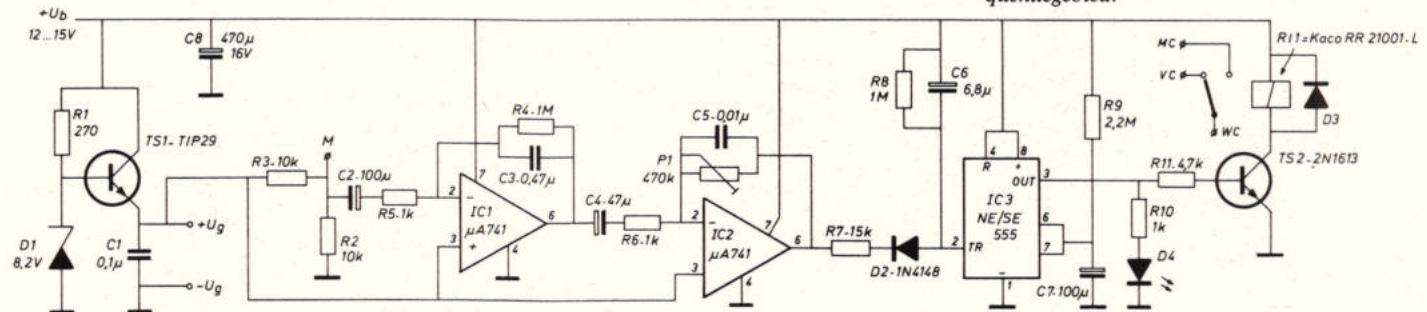 quentiegebied.
+Ub
12...15V
C8
470µ
16V
R1
270
TS1-TIP29
D1
8,2V
C1
0,1µ
+Ug
-Ug
R3-10k
M
C2-100µ
R2
10k
R5-1k
R4-1M
C3-0,47µ
2
-
3
+
7
IC1
µA741
6
4
C4-47µ
R6-1k
C5-0,01µ
P1
470k
2
-
3
7
IC2
µA741
6
4
R7-15k
D2-1N4148
R8
1M
C6
6,8µ
4
8
R
+
OUT
3
IC3
NE/SE
555
2
TR
6
7
-
1
R9
2,2M
C7-100µ
R11-4,7k
R10
1k
D4
MC
VC
WC
Rl1=Kaco RR 21001-L
D3
TS2-2N1613